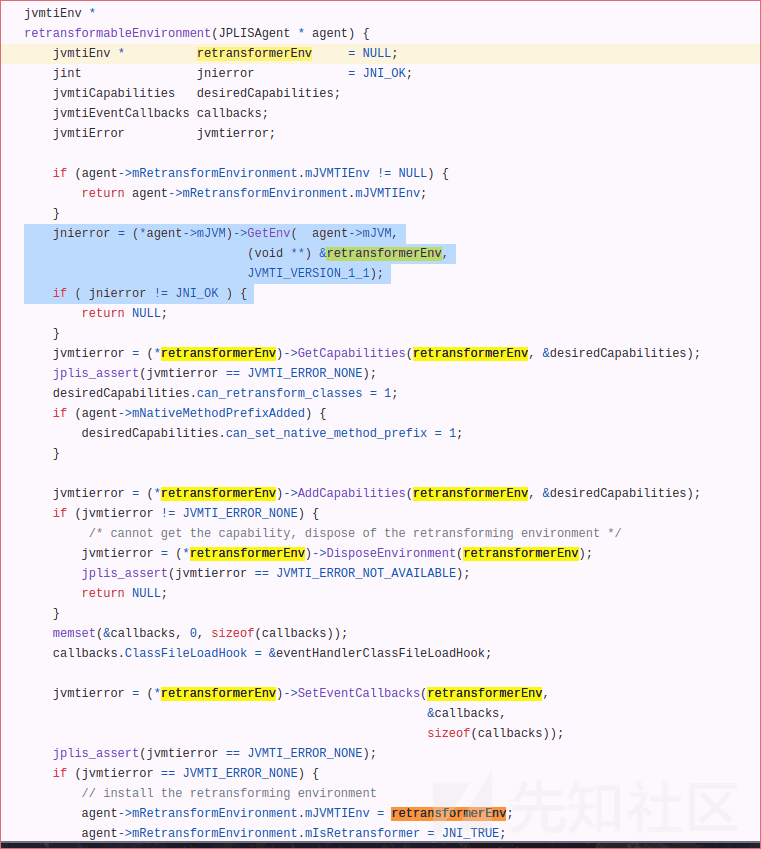 jvmtiEnv *
retransformableEnvironment(JPLISAgent * agent) {
    jvmtiEnv *          retransformerEnv     = NULL;
    jint                jnierror             = JNI_OK;
    jvmtiCapabilities   desiredCapabilities;
    jvmtiEventCallbacks callbacks;
    jvmtiError          jvmtierror;

    if (agent->mRetransformEnvironment.mJVMTIEnv != NULL) {
        return agent->mRetransformEnvironment.mJVMTIEnv;
    }
    jnierror = (*agent->mJVM)->GetEnv(  agent->mJVM,
                               (void **) &retransformerEnv,
                               JVMTI_VERSION_1_1);
    if ( jnierror != JNI_OK ) {
        return NULL;
    }
    jvmtierror = (*retransformerEnv)->GetCapabilities(retransformerEnv, &desiredCapabilities);
    jplis_assert(jvmtierror == JVMTI_ERROR_NONE);
    desiredCapabilities.can_retransform_classes = 1;
    if (agent->mNativeMethodPrefixAdded) {
        desiredCapabilities.can_set_native_method_prefix = 1;
    }

    jvmtierror = (*retransformerEnv)->AddCapabilities(retransformerEnv, &desiredCapabilities);
    if (jvmtierror != JVMTI_ERROR_NONE) {
         /* cannot get the capability, dispose of the retransforming environment */
        jvmtierror = (*retransformerEnv)->DisposeEnvironment(retransformerEnv);
        jplis_assert(jvmtierror == JVMTI_ERROR_NOT_AVAILABLE);
        return NULL;
    }
    memset(&callbacks, 0, sizeof(callbacks));
    callbacks.ClassFileLoadHook = &eventHandlerClassFileLoadHook;

    jvmtierror = (*retransformerEnv)->SetEventCallbacks(retransformerEnv,
                                                        &callbacks,
                                                        sizeof(callbacks));
    jplis_assert(jvmtierror == JVMTI_ERROR_NONE);
    if (jvmtierror == JVMTI_ERROR_NONE) {
        // install the retransforming environment
        agent->mRetransformEnvironment.mJVMTIEnv = retransformerEnv;
        agent->mRetransformEnvironment.mIsRetransformer = JNI_TRUE;
先知社区